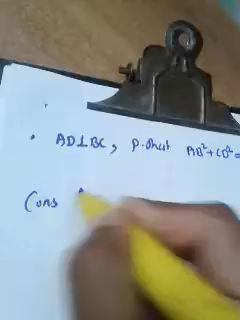 • AD⊥BC, P. that AB²+CD²=
(Cons